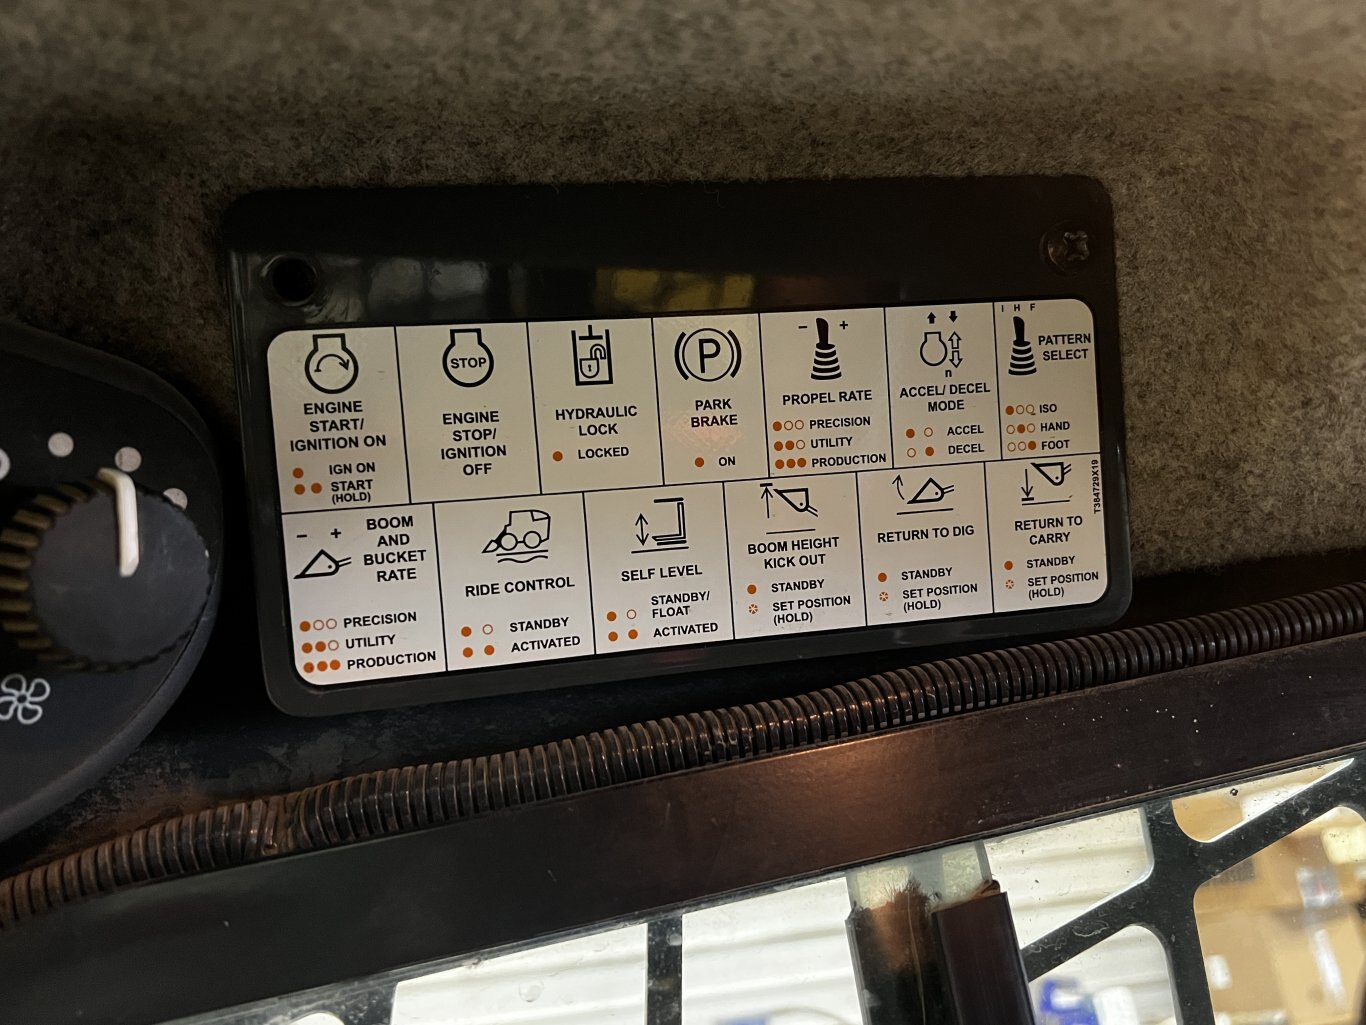 ENGINE
START/
IGNITION ON
IGN ON
START
(HOLD)
STOP
ENGINE
STOP/
IGNITION
OFF
HYDRAULIC
LOCK
LOCKED
P
PARK
BRAKE
ON
- +
PROPEL RATE
PRECISION
UTILITY
PRODUCTION
n
ACCEL/ DECEL
MODE
ACCEL
DECEL
I H F
PATTERN
SELECT
ISO
HAND
FOOT
- +
BOOM
AND
BUCKET
RATE
PRECISION
UTILITY
PRODUCTION
RIDE CONTROL
STANDBY
ACTIVATED
SELF LEVEL
STANDBY/
FLOAT
ACTIVATED
BOOM HEIGHT
KICK OUT
STANDBY
SET POSITION
(HOLD)
RETURN TO DIG
STANDBY
SET POSITION
(HOLD)
RETURN TO
CARRY
STANDBY
SET POSITION
(HOLD)
T384729X19